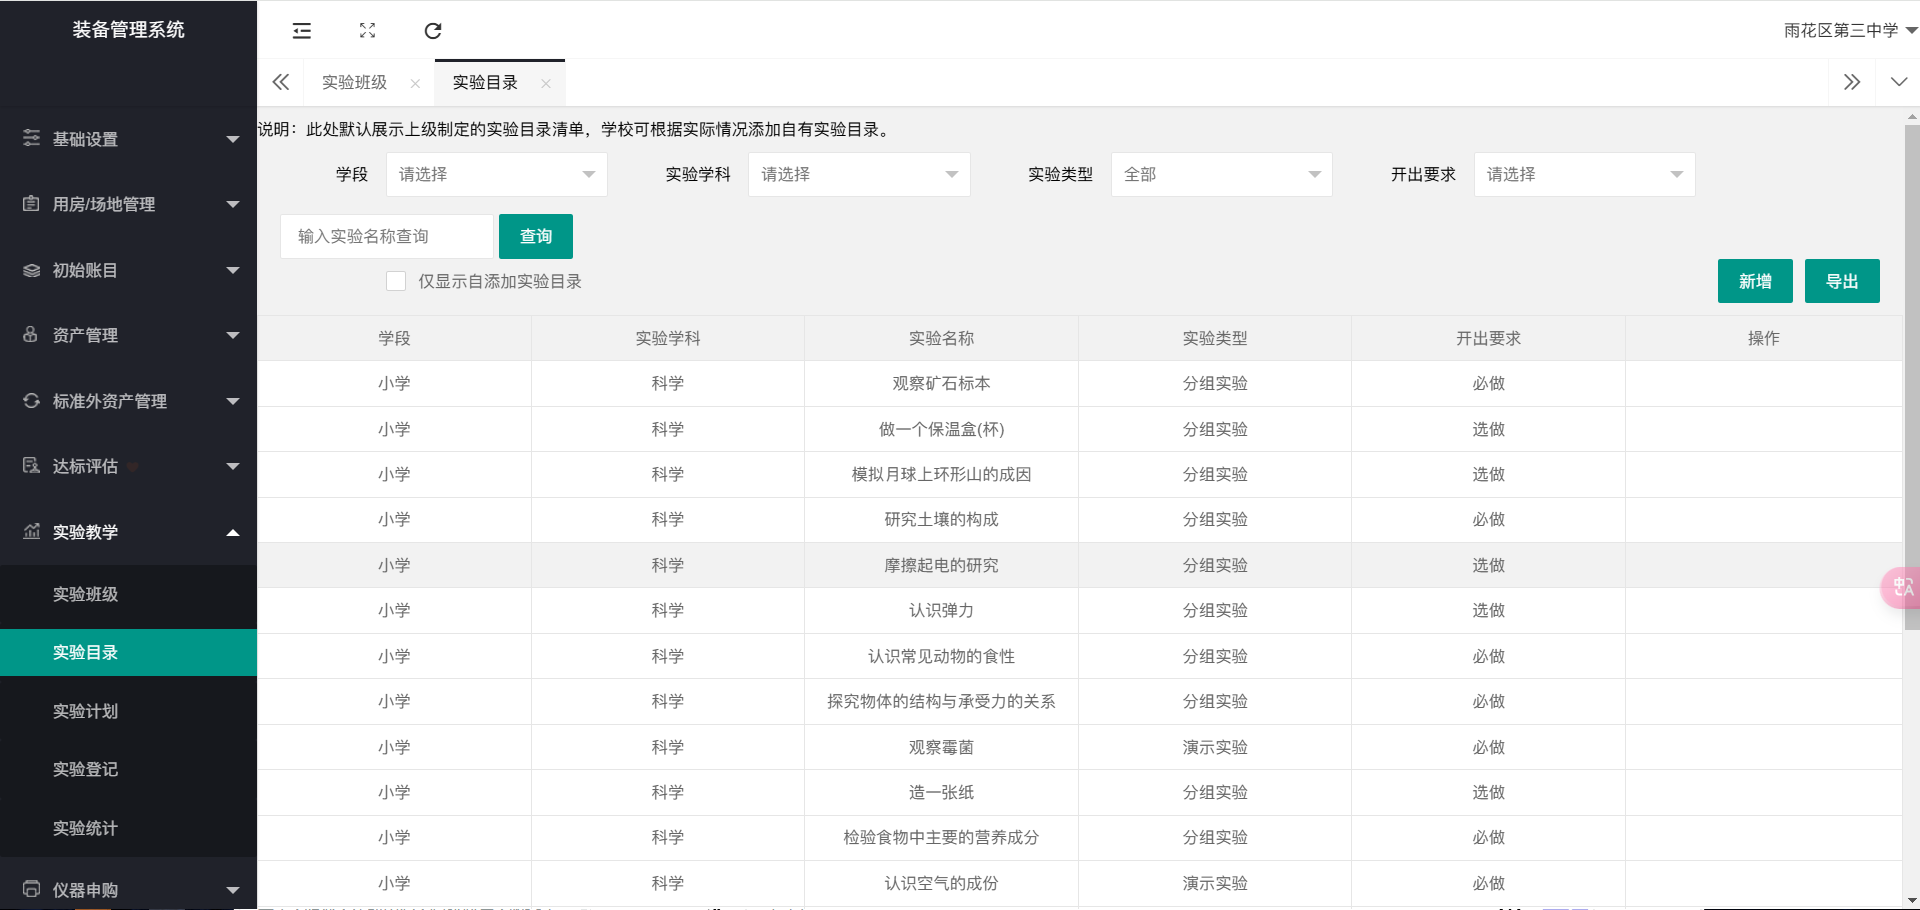 装备管理系统
雨花区第三中学
实验班级
实验目录
基础设置
用房/场地管理
初始账目
资产管理
标准外资产管理
达标评估
实验教学
实验班级
实验目录
实验计划
实验登记
实验统计
仪器申购
说明：此处默认展示上级制定的实验目录清单，学校可根据实际情况添加自有实验目录。
学段 请选择 实验学科 请选择 实验类型 全部 开出要求 请选择
输入实验名称查询 查询
仅显示自添加实验目录 新增 导出
学段 实验学科 实验名称 实验类型 开出要求 操作
小学 科学 观察矿石标本 分组实验 必做
小学 科学 做一个保温盒(杯) 分组实验 选做
小学 科学 模拟月球上环形山的成因 分组实验 选做
小学 科学 研究土壤的构成 分组实验 必做
小学 科学 摩擦起电的研究 分组实验 选做
小学 科学 认识弹力 分组实验 选做
小学 科学 认识常见动物的食性 分组实验 必做
小学 科学 探究物体的结构与承受力的关系 分组实验 必做
小学 科学 观察霉菌 演示实验 必做
小学 科学 造一张纸 分组实验 选做
小学 科学 检验食物中主要的营养成分 分组实验 必做
小学 科学 认识空气的成份 演示实验 必做